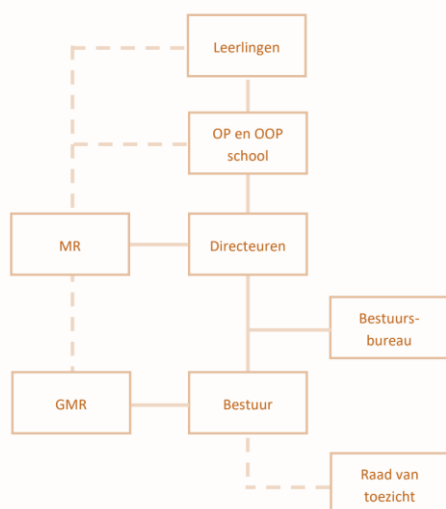 Leerlingen
OP en OOP
school
MR
Directeuren
Bestuurs-
bureau
GMR
Bestuur
Raad van
toezicht